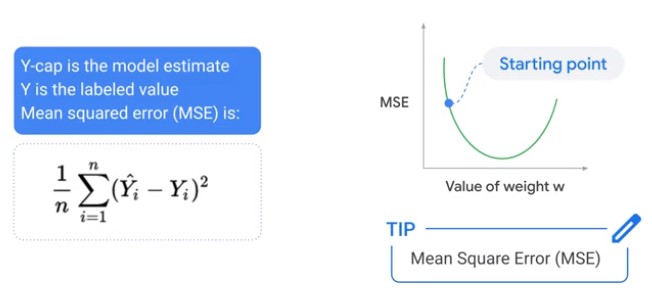 Y-cap is the model estimate
Y is the labeled value
Mean squared error (MSE) is:
\frac{1}{n} \sum_{i=1}^{n} (\hat{Y}_i - Y_i)^2
Starting point
MSE
Value of weight w
TIP
Mean Square Error (MSE)